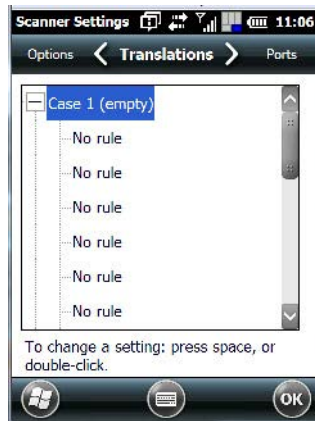 Scanner Settings 11:06
Options Translations Ports
Case 1 (empty)
No rule
No rule
No rule
No rule
No rule
No rule
To change a setting: press space, or
double-click.
OK